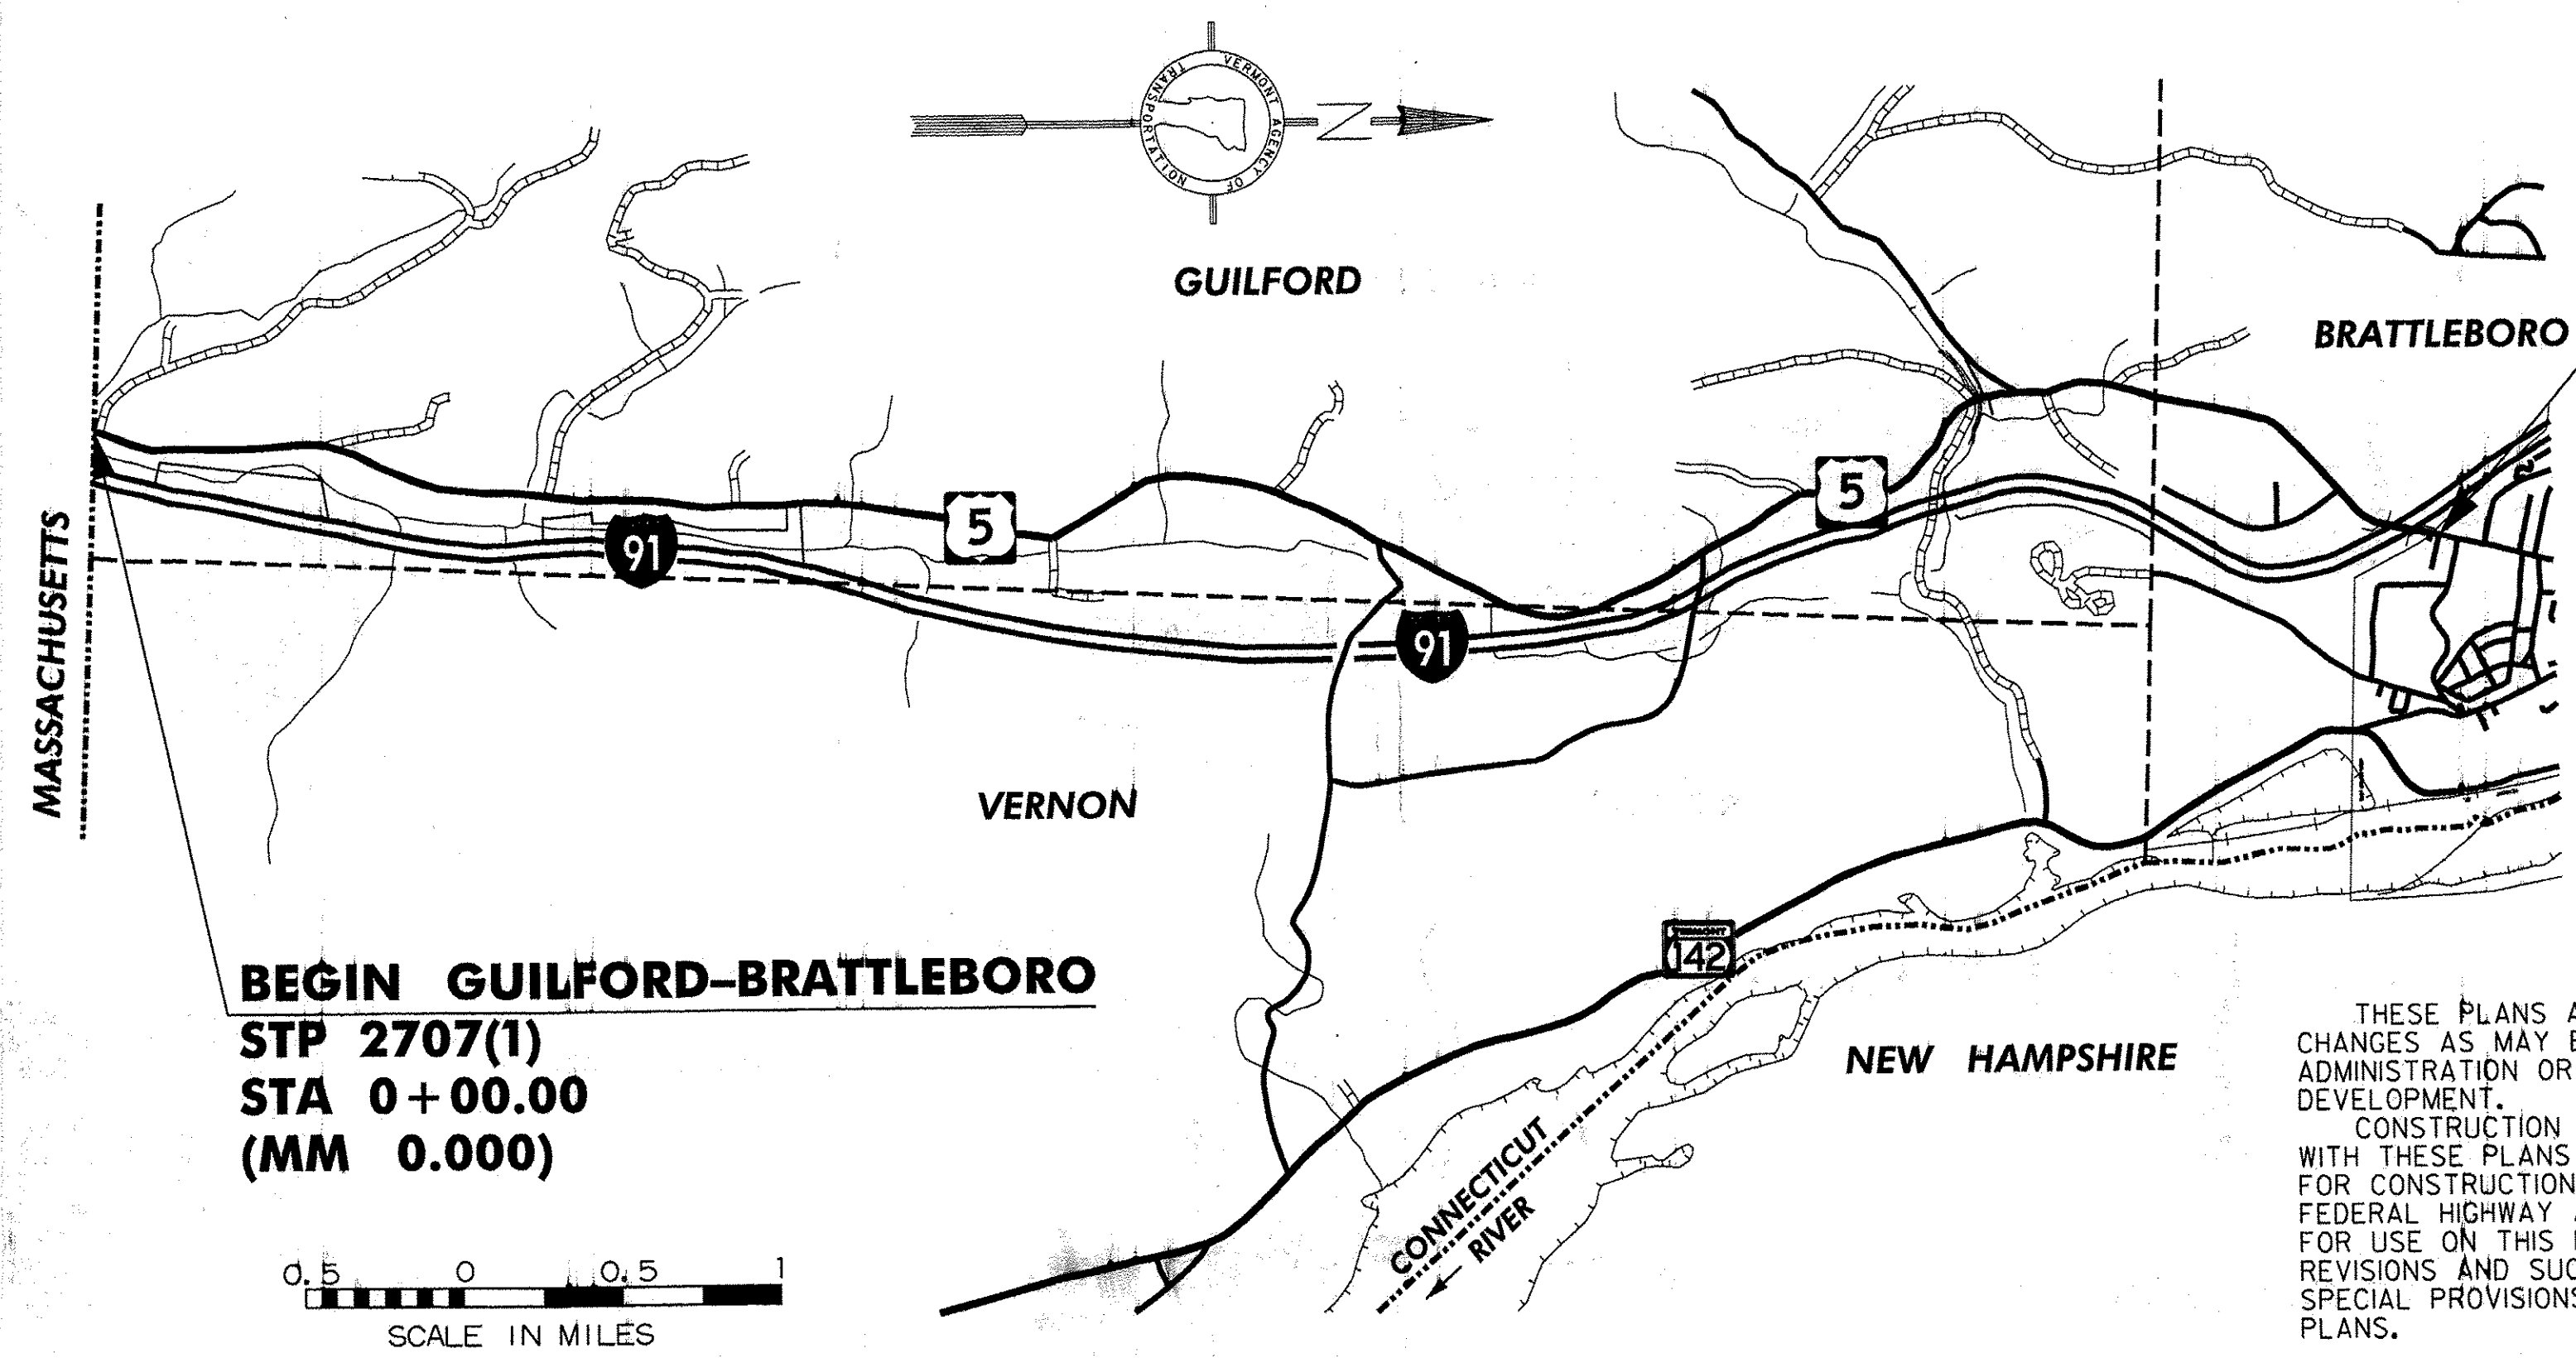 VERMONT AGENCY OF TRANSPORTATION
N
GUILFORD
BRATTLEBORO
MASSACHUSETTS
5
5
91
91
VERNON
BEGIN GUILFORD–BRATTLEBORO
STP 2707(1)
STA 0+00.00
(MM 0.000)
VERMONT
142
NEW HAMPSHIRE
CONNECTICUT
RIVER
0.5 0 0.5 1
SCALE IN MILES
THESE PLANS A
CHANGES AS MAY
ADMINISTRATION OR
DEVELOPMENT.
CONSTRUCTION
WITH THESE PLANS
FOR CONSTRUCTION
FEDERAL HIGHWAY
FOR USE ON THIS
REVISIONS AND SUC
SPECIAL PROVISIONS
PLANS.